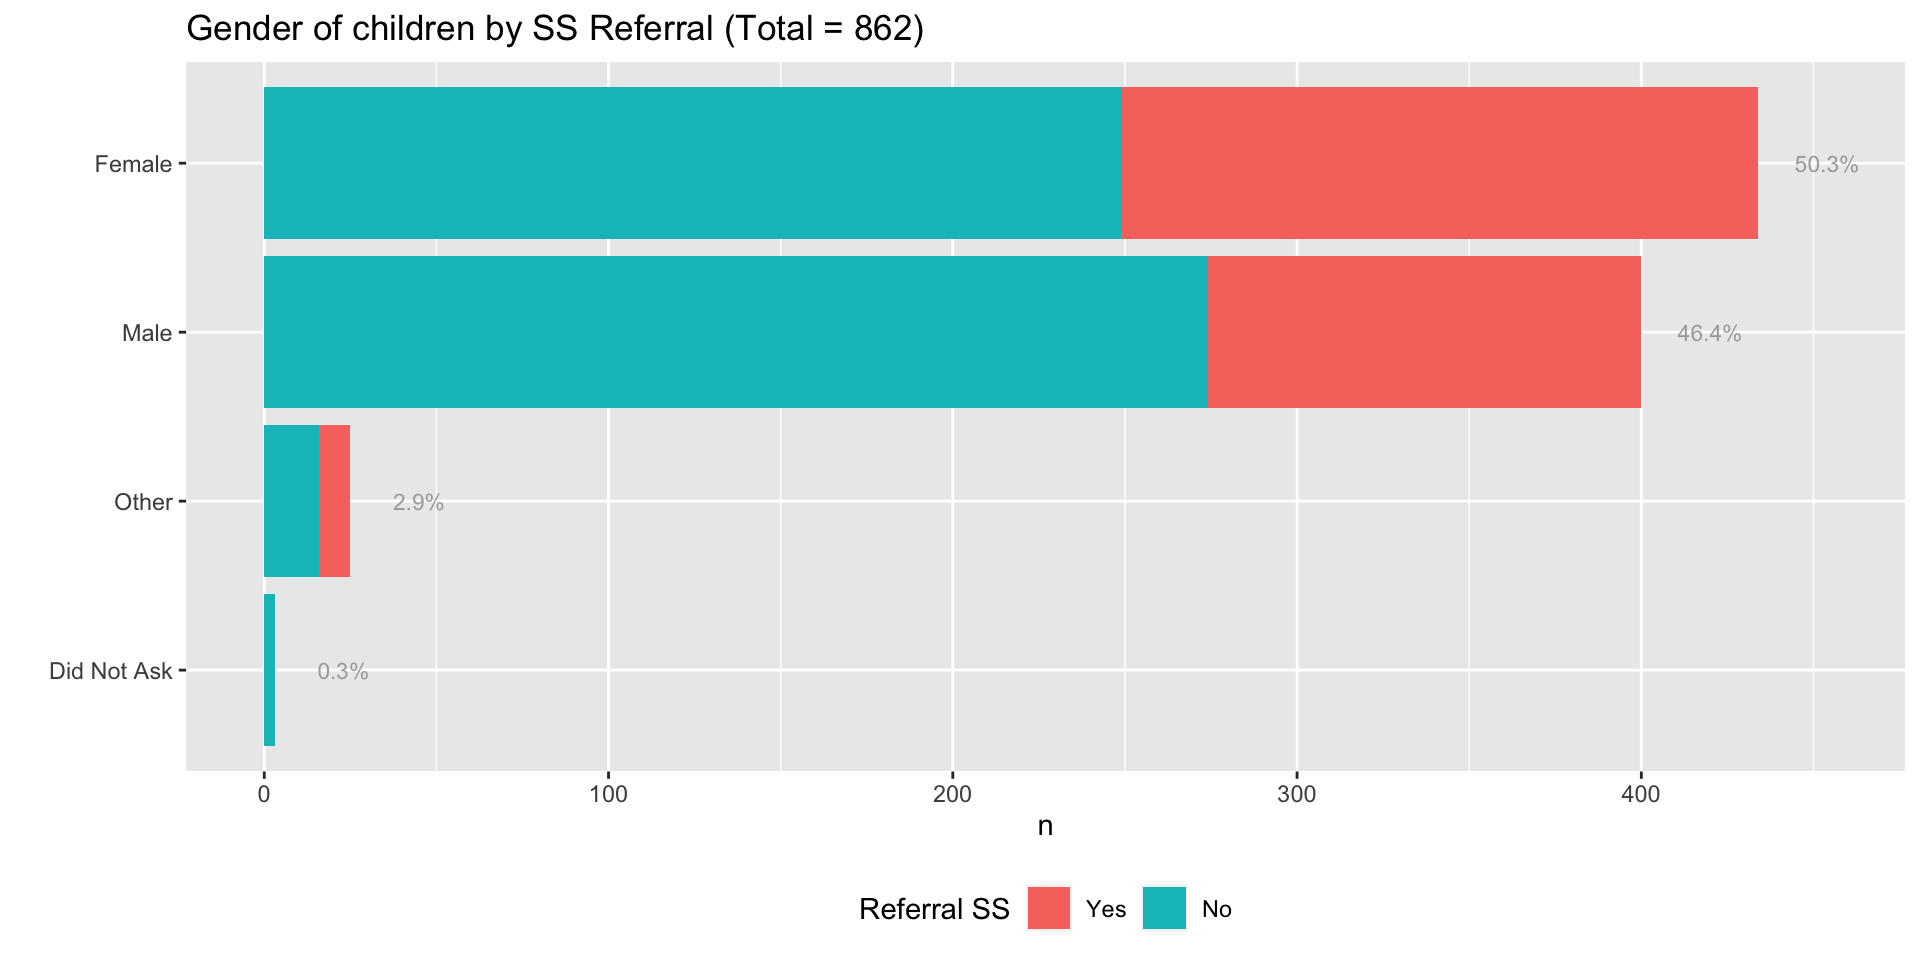 Gender of children by SS Referral (Total = 862)
Female
50.3%
Male
46.4%
Other
2.9%
Did Not Ask
0.3%
0 100 200 300 400
n
Referral SS Yes No